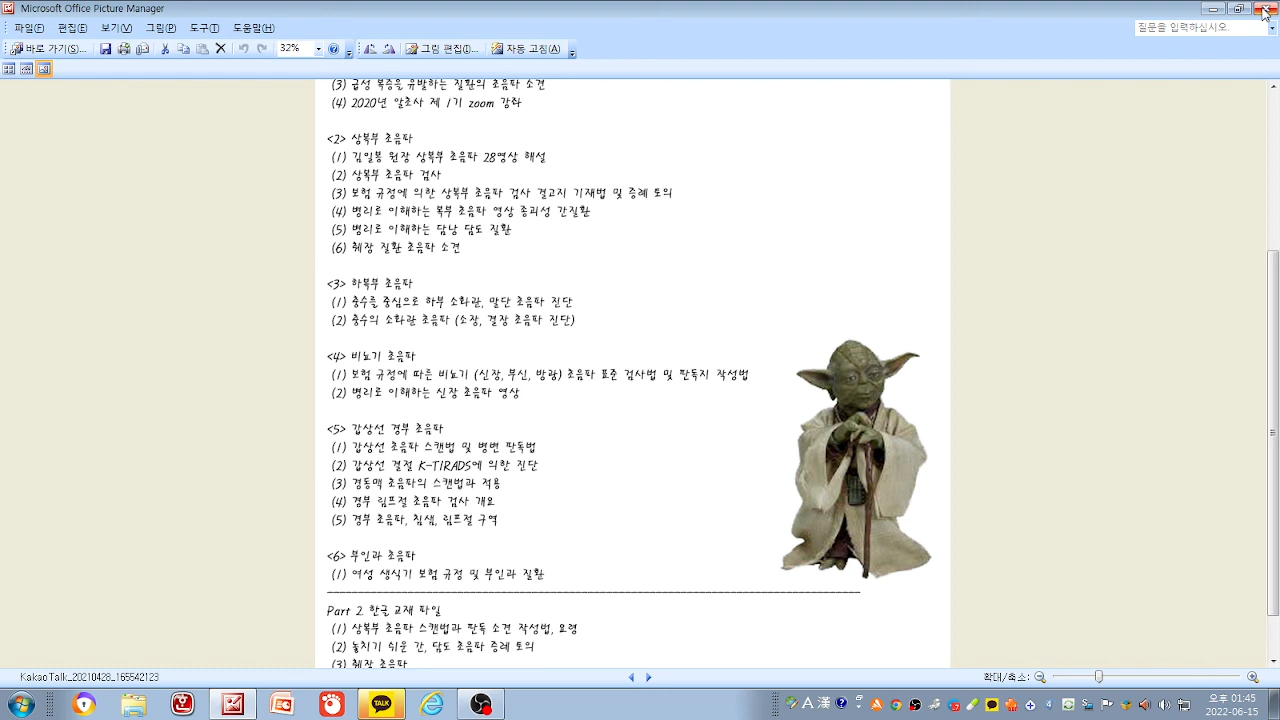 Microsoft Office Picture Manager
파일(F) 편집(E) 보기(V) 그림(P) 도구(T) 도움말(H)
질문을 입력하십시오.
바로 가기(S)... 32% 그림 편집(E)... 자동 고침(A)
(3) 급성 복증을 유발하는 질환의 초음파 소견
(4) 2020년 알초사 제 1기 zoom 강좌
<2> 상복부 초음파
(1) 김일봉 원장 상복부 초음파 28영상 해설
(2) 상복부 초음파 검사
(3) 보험 규정에 의한 상복부 초음파 검사 결고지 기재법 및 증례 토의
(4) 병리로 이해하는 복부 초음파 영상 종괴성 간질환
(5) 병리로 이해하는 담낭 담도 질환
(6) 췌장 질환 초음파 소견
<3> 하복부 초음파
(1) 충수를 중심으로 하부 소화관, 말단 초음파 진단
(2) 충수의 소화관 초음파 (소장, 결장 초음파 진단)
<4> 비뇨기 초음파
(1) 보험 규정에 따른 비뇨기 (신장, 부신, 방광) 초음파 표준 검사법 및 판독지 작성법
(2) 병리로 이해하는 신장 초음파 영상
<5> 갑상선 경부 초음파
(1) 갑상선 초음파 스캔법 및 병변 판독법
(2) 갑상선 결절 K-TIRADS에 의한 진단
(3) 경동맥 초음파의 스캔법과 적용
(4) 경부 림프절 초음파 검사 개요
(5) 경부 초음파, 침샘, 림프절 구역
<6> 부인과 초음파
(1) 여성 생식기 보험 규정 및 부인과 질환
Part 2. 한글 교재 파일
(1) 상복부 초음파 스캔법과 판독 소견 작성법, 요령
(2) 놓치기 쉬운 간, 담도 초음파 증례 토의
(3) 췌장 초음파
KakaoTalk_20210428_165542123
확대/축소:
TALK
A 漢
오후 01:45
2022-06-15